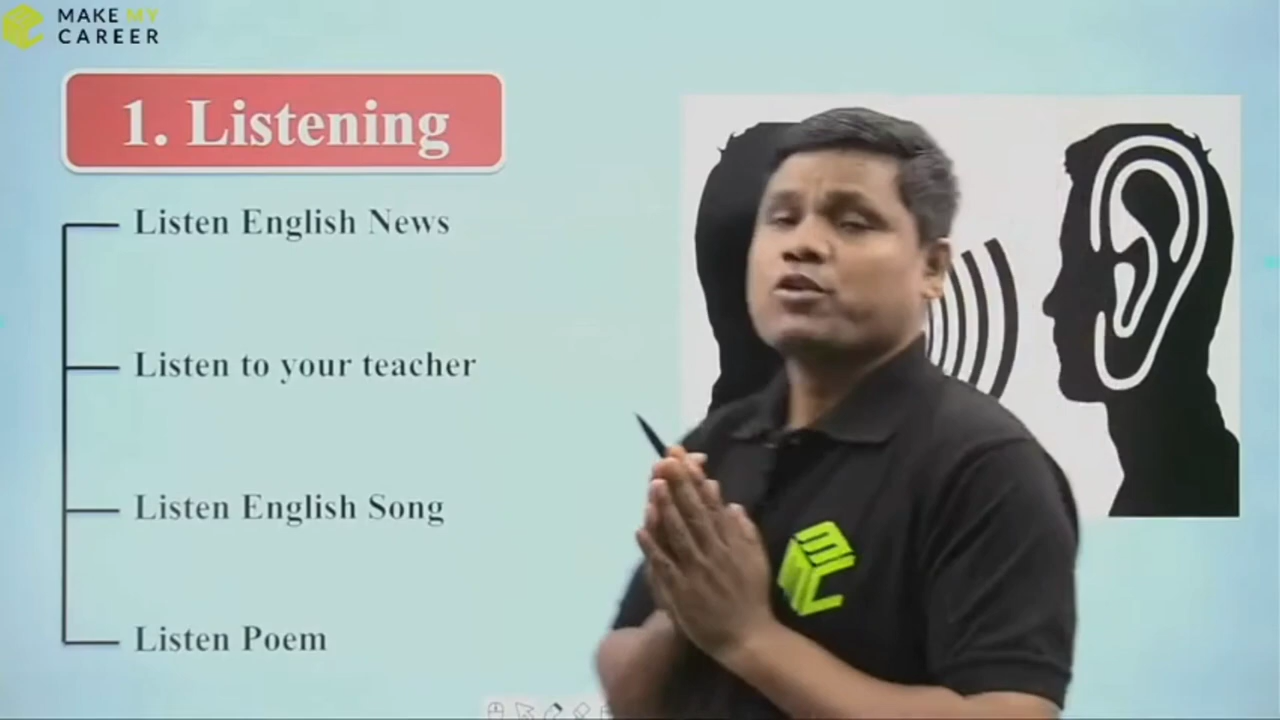 MAKE MY
CAREER
1. Listening
Listen English News
Listen to your teacher
Listen English Song
Listen Poem